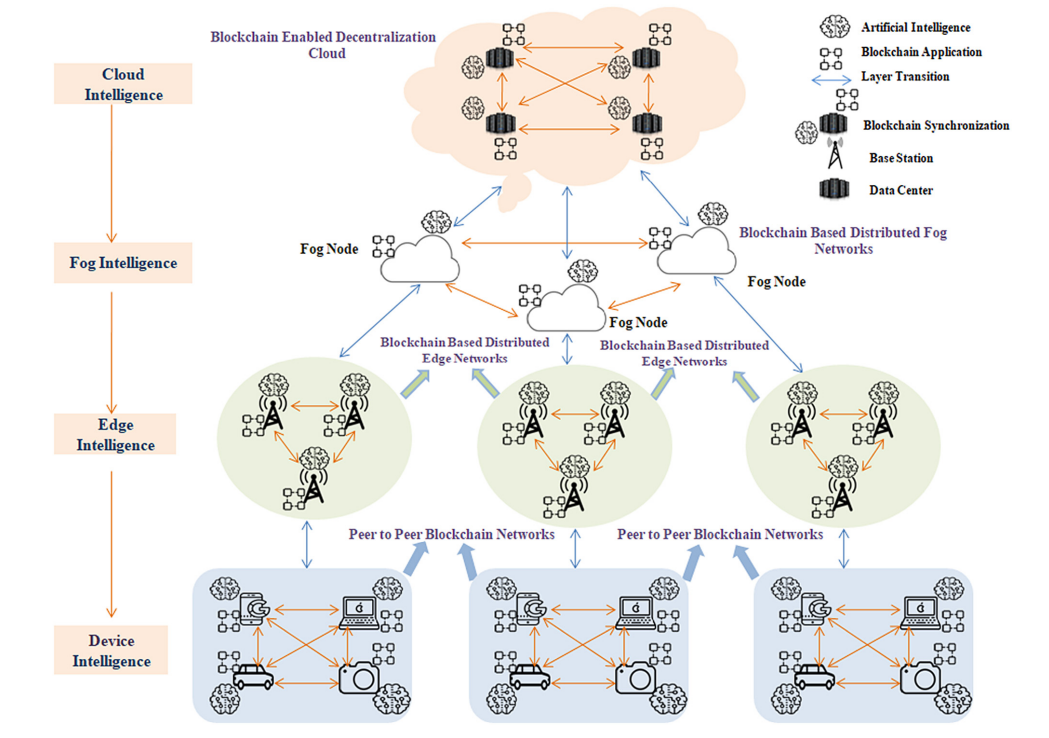 Blockchain Enabled Decentralization
Cloud
Artificial Intelligence
Blockchain Application
Layer Transition
Blockchain Synchronization
Base Station
Data Center
Cloud
Intelligence
Fog Intelligence
Edge
Intelligence
Device
Intelligence
Fog Node
Blockchain Based Distributed Fog
Networks
Fog Node
Fog Node
Blockchain Based Distributed
Edge Networks
Blockchain Based Distributed
Edge Networks
Peer to Peer Blockchain Networks
Peer to Peer Blockchain Networks